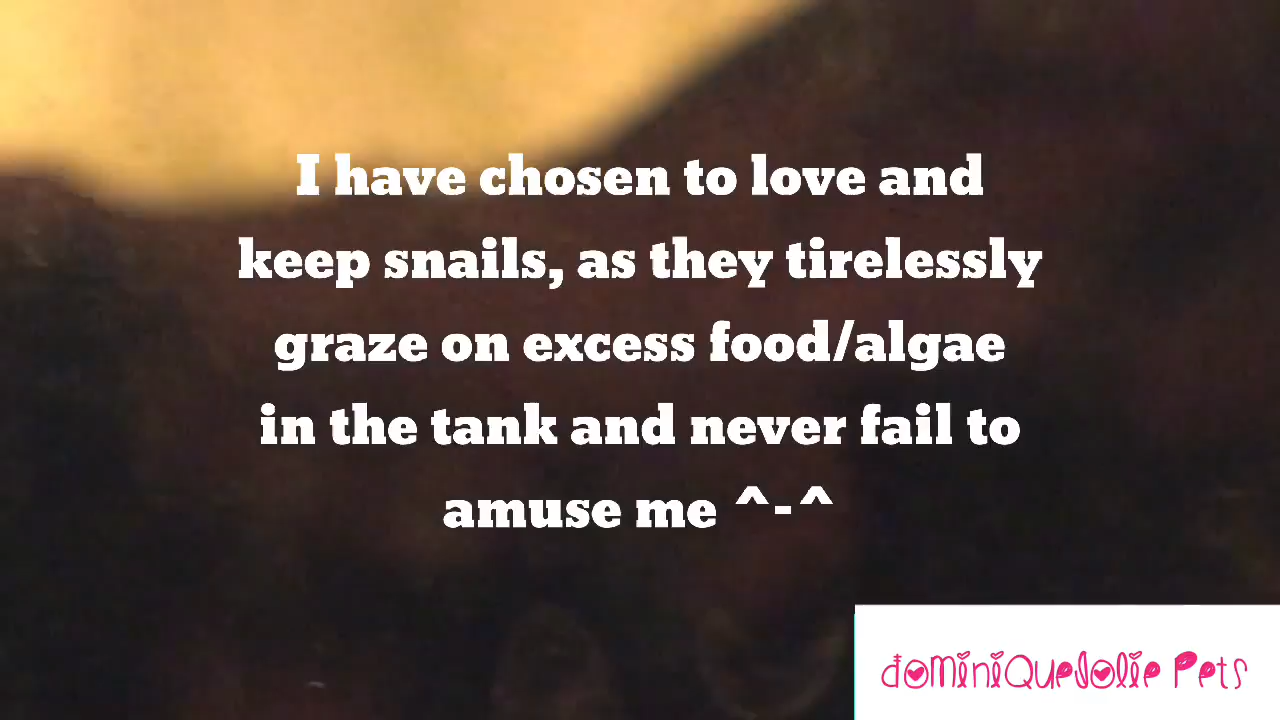 I have chosen to love and
keep snails, as they tirelessly
graze on excess food/algae
in the tank and never fail to
amuse me ^-^
dominiquejolie Pets